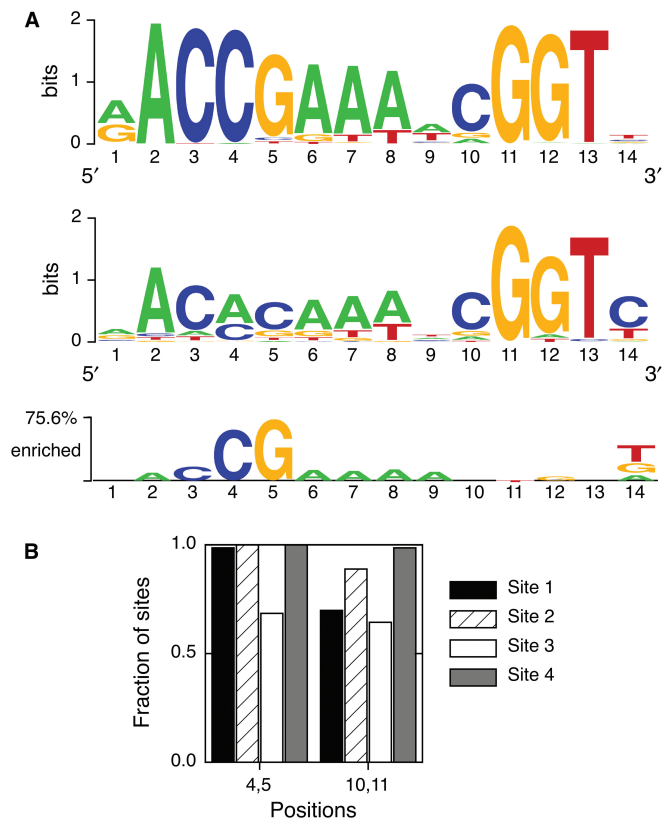 A
2
bits
1
0
A G A C C G A A A A C G G T
T
1 2 3 4 5 6 7 8 9 10 11 12 13 14
5′ 3′
2
bits
1
0
A A C A C A A A C G G T C
C T T
1 2 3 4 5 6 7 8 9 10 11 12 13 14
5′ 3′
75.6%
enriched
A C C G A A A A G T G A
1 2 3 4 5 6 7 8 9 10 11 12 13 14
B
1.0
0.5
0.0
Fraction of sites
4,5 10,11
Positions
Site 1
Site 2
Site 3
Site 4